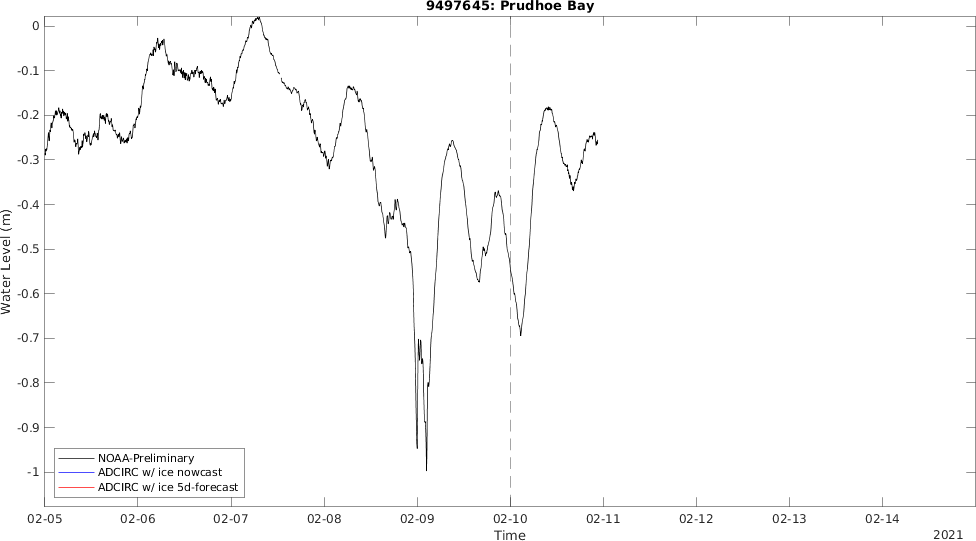 9497645: Prudhoe Bay
0
-0.1
-0.2
-0.3
-0.4
-0.5
-0.6
-0.7
-0.8
-0.9
-1
Water Level (m)
NOAA-Preliminary
ADCIRC w/ ice nowcast
ADCIRC w/ ice 5d-forecast
02-05 02-06 02-07 02-08 02-09 02-10 02-11 02-12 02-13 02-14
Time
2021